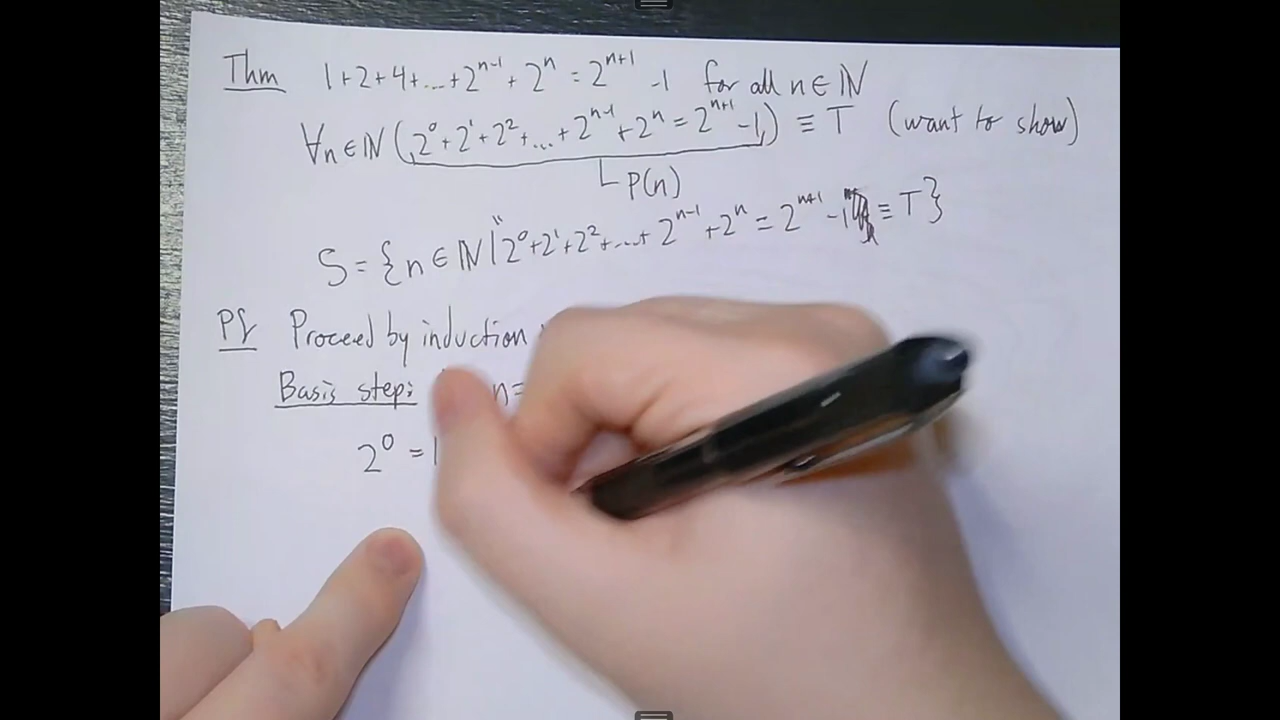 Thm 1+2+4+...+2^{n-1}+2^n = 2^{n+1} -1 for all n ∈ ℕ
∀n ∈ ℕ (2^0+2^1+2^2+...+2^{n-1}+2^n = 2^{n+1} -1) ≡ T (want to show)
P(n)
S = {n ∈ ℕ | "2^0+2^1+2^2+...+2^{n-1}+2^n = 2^{n+1} -1 ≡ T}
Pf Proceed by induction
Basis step: n=
2^0 = 1